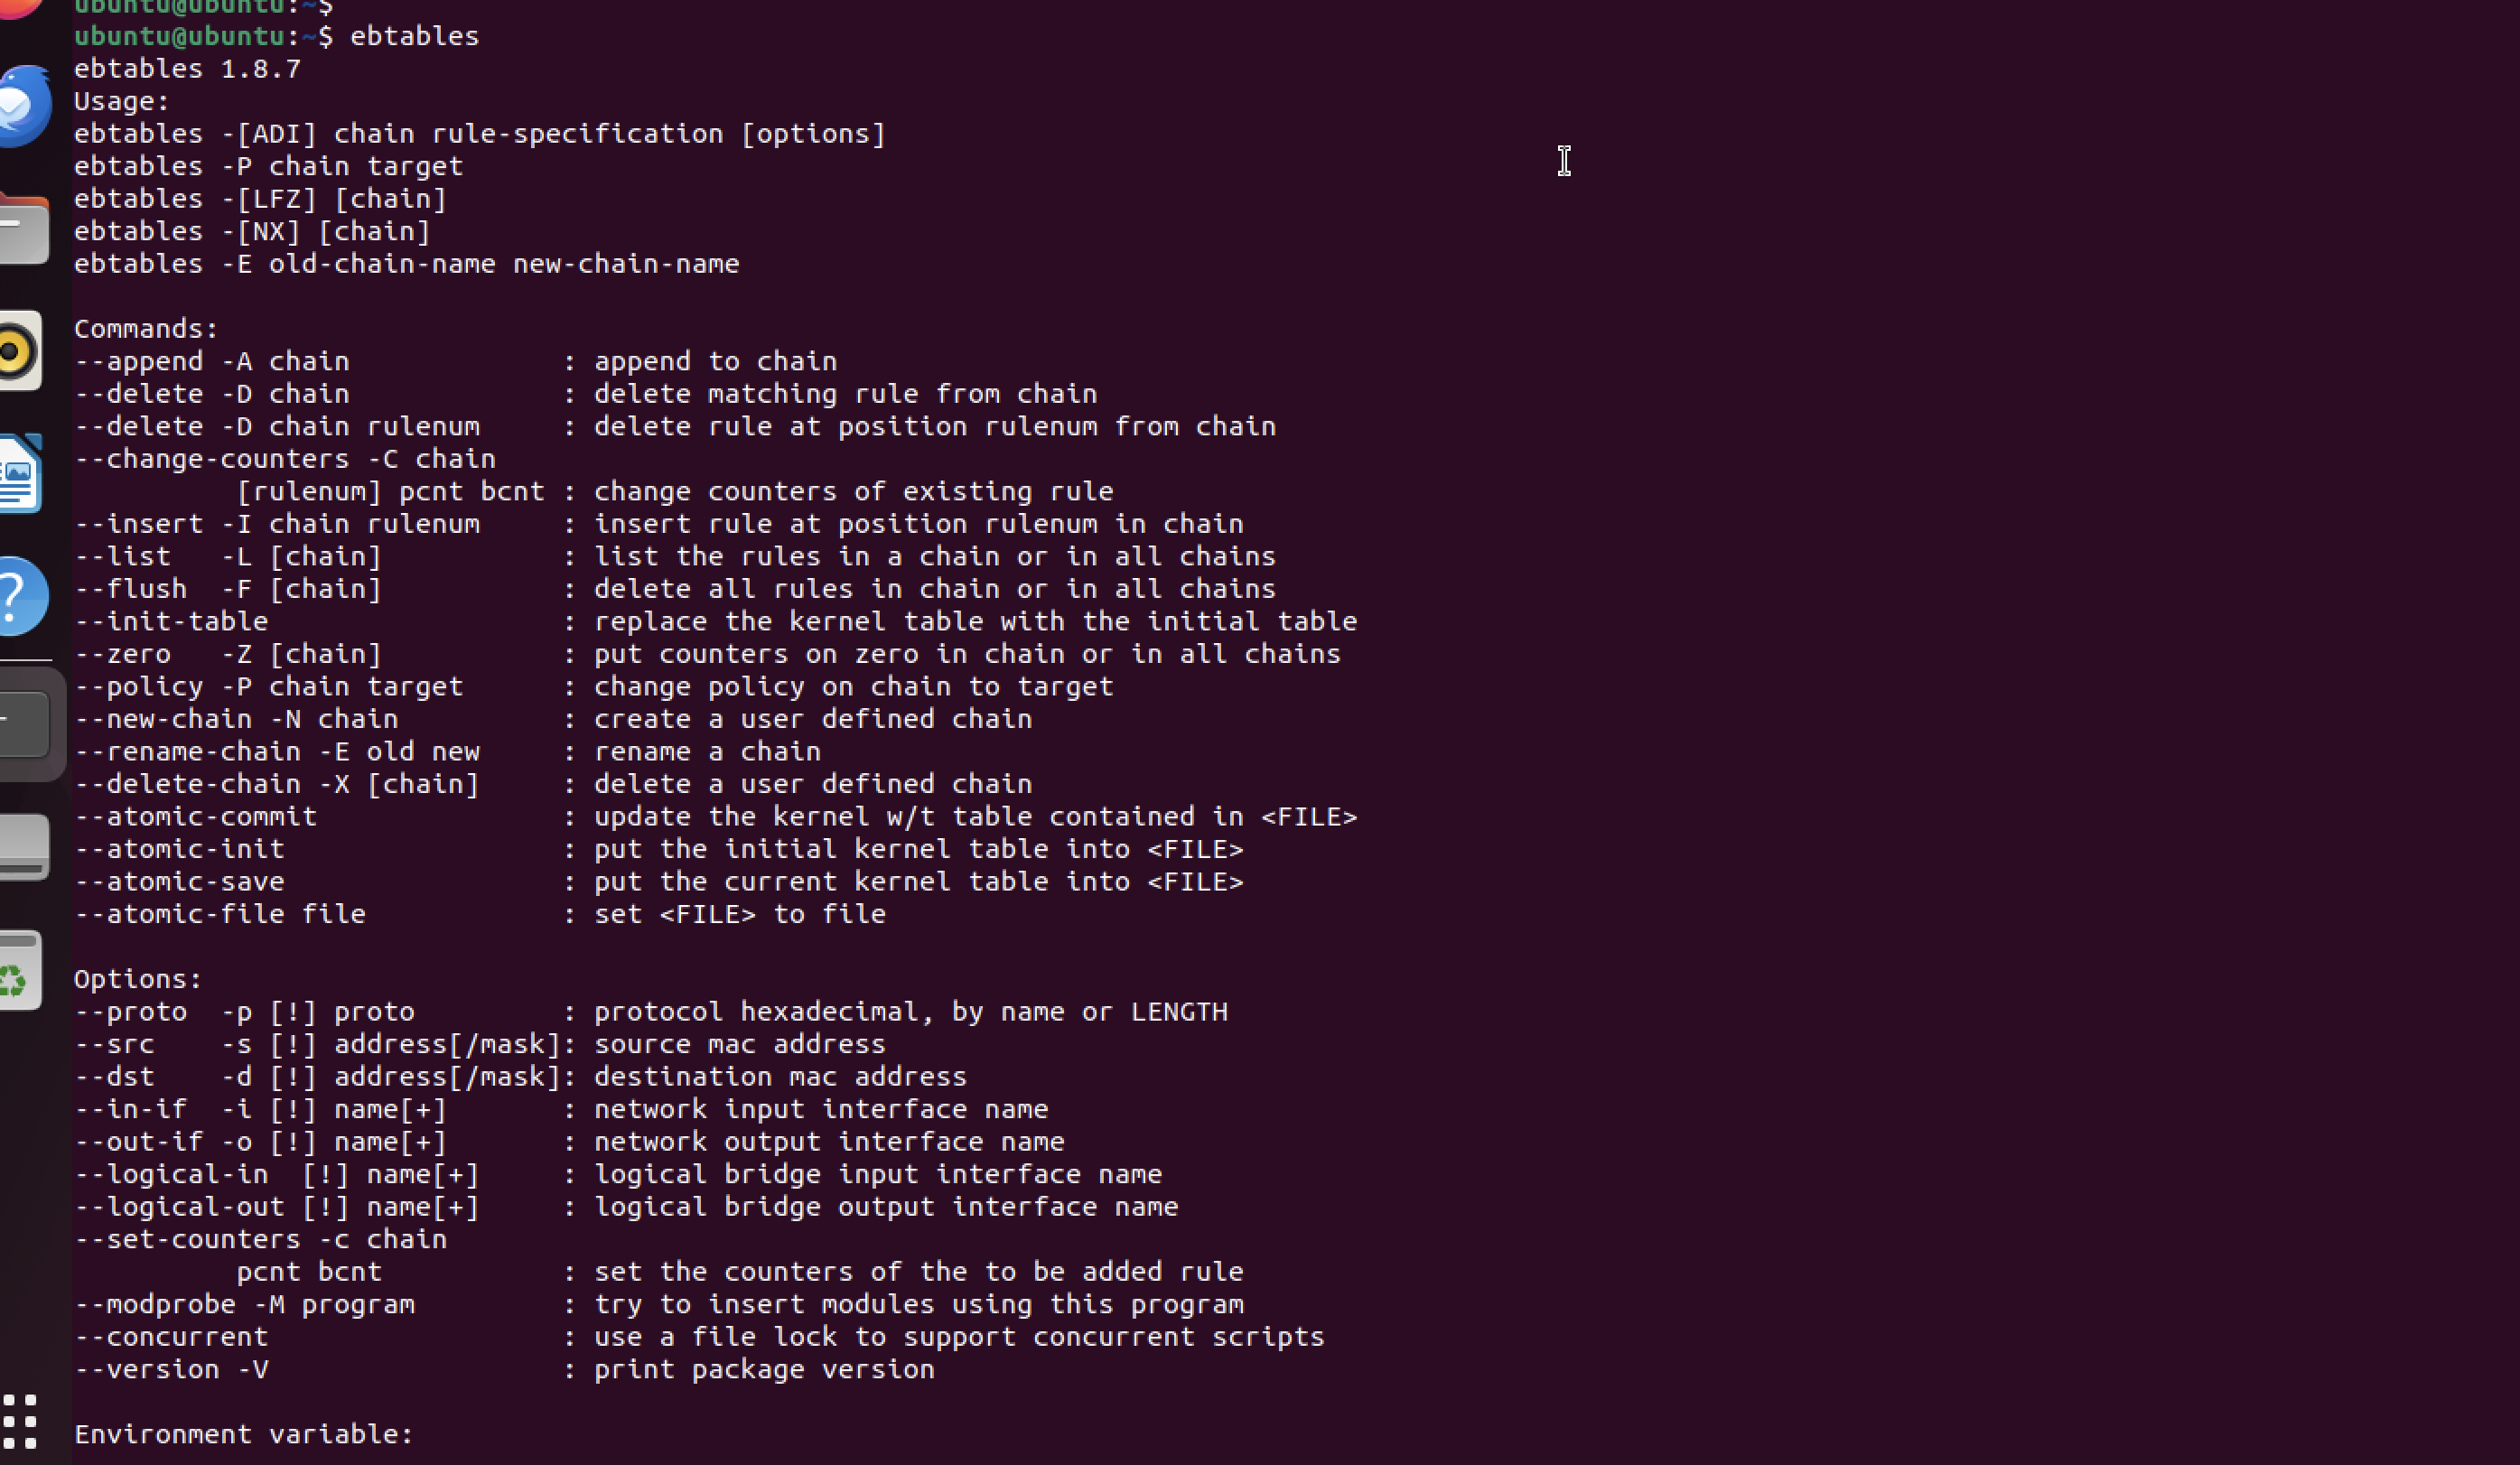 ubuntu@ubuntu:~$
ubuntu@ubuntu:~$ ebtables
ebtables 1.8.7
Usage:
ebtables -[ADI] chain rule-specification [options]
ebtables -P chain target
ebtables -[LFZ] [chain]
ebtables -[NX] [chain]
ebtables -E old-chain-name new-chain-name

Commands:
--append -A chain             : append to chain
--delete -D chain             : delete matching rule from chain
--delete -D chain rulenum     : delete rule at position rulenum from chain
--change-counters -C chain
          [rulenum] pcnt bcnt : change counters of existing rule
--insert -I chain rulenum     : insert rule at position rulenum in chain
--list   -L [chain]           : list the rules in a chain or in all chains
--flush  -F [chain]           : delete all rules in chain or in all chains
--init-table                  : replace the kernel table with the initial table
--zero   -Z [chain]           : put counters on zero in chain or in all chains
--policy -P chain target      : change policy on chain to target
--new-chain -N chain          : create a user defined chain
--rename-chain -E old new     : rename a chain
--delete-chain -X [chain]     : delete a user defined chain
--atomic-commit               : update the kernel w/t table contained in <FILE>
--atomic-init                 : put the initial kernel table into <FILE>
--atomic-save                 : put the current kernel table into <FILE>
--atomic-file file            : set <FILE> to file

Options:
--proto  -p [!] proto         : protocol hexadecimal, by name or LENGTH
--src    -s [!] address[/mask]: source mac address
--dst    -d [!] address[/mask]: destination mac address
--in-if  -i [!] name[+]       : network input interface name
--out-if -o [!] name[+]       : network output interface name
--logical-in  [!] name[+]     : logical bridge input interface name
--logical-out [!] name[+]     : logical bridge output interface name
--set-counters -c chain
          pcnt bcnt           : set the counters of the to be added rule
--modprobe -M program         : try to insert modules using this program
--concurrent                  : use a file lock to support concurrent scripts
--version -V                  : print package version

Environment variable: